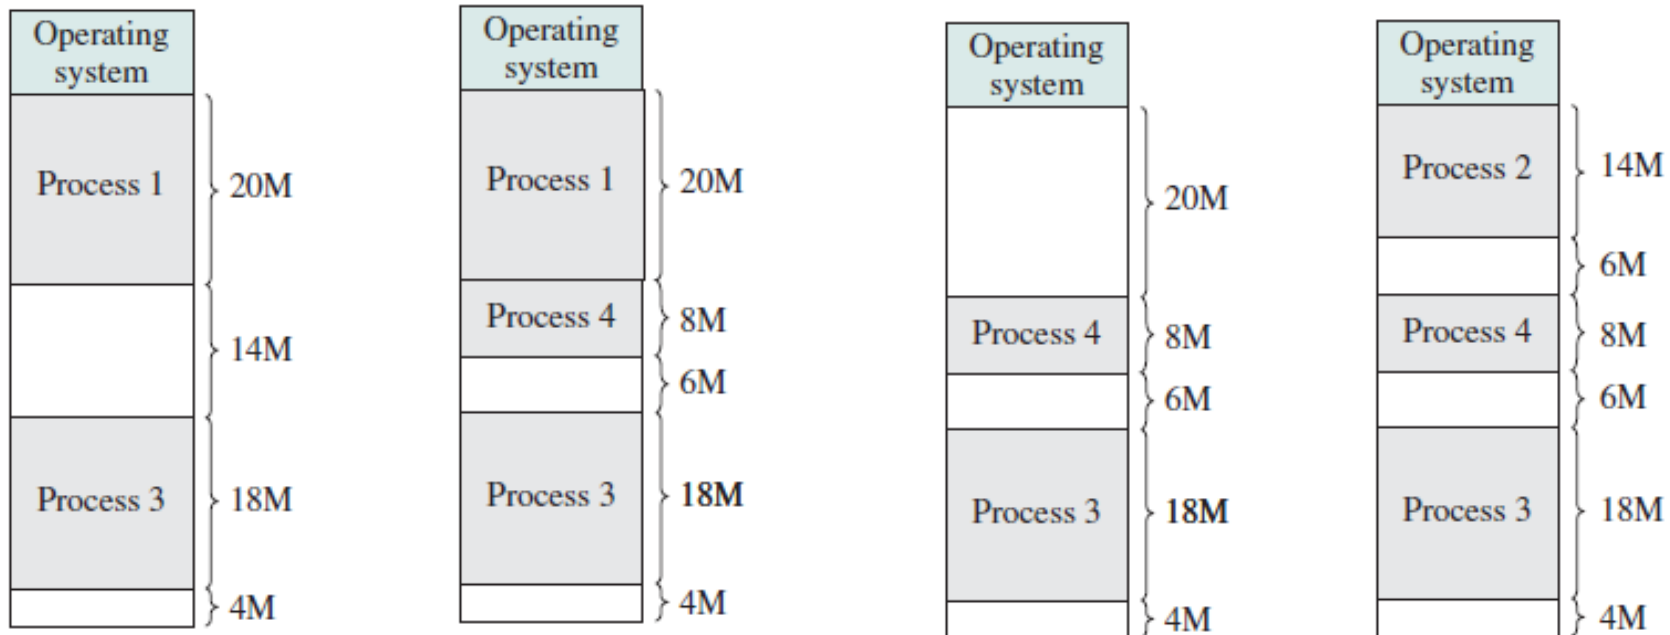 Operating
system
Process 1
20M
14M
Process 3
18M
4M
Operating
system
Process 1
20M
Process 4
8M
6M
Process 3
18M
4M
Operating
system
20M
Process 4
8M
6M
Process 3
18M
4M
Operating
system
Process 2
14M
6M
Process 4
8M
6M
Process 3
18M
4M